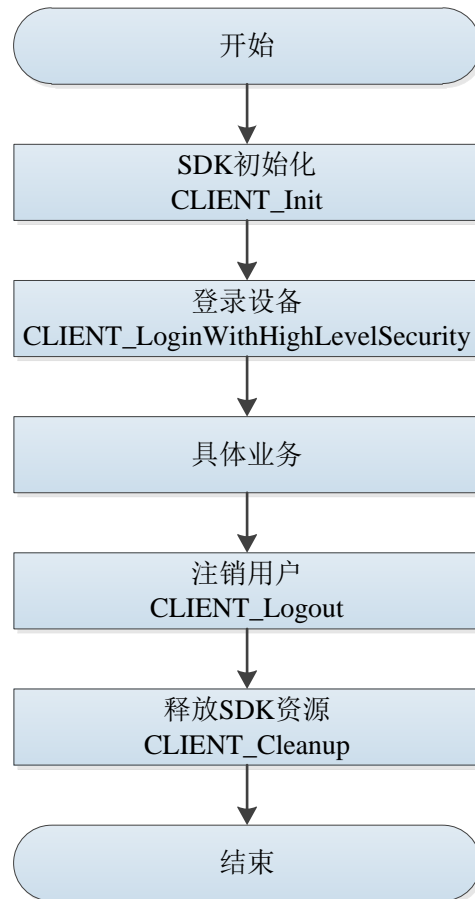 开始
SDK初始化
CLIENT_Init
登录设备
CLIENT_LoginWithHighLevelSecurity
具体业务
注销用户
CLIENT_Logout
释放SDK资源
CLIENT_Cleanup
结束